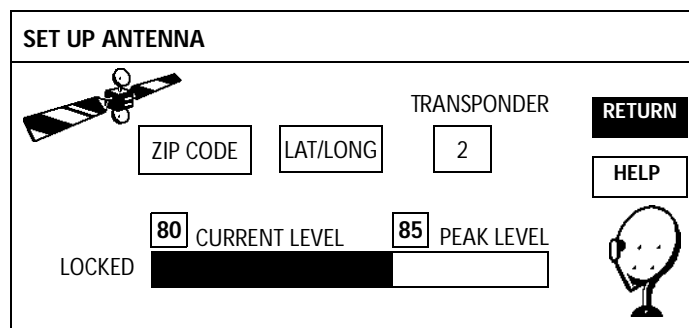 SET UP ANTENNA
TRANSPONDER
RETURN
ZIP CODE
LAT/LONG
2
HELP
80 CURRENT LEVEL
85 PEAK LEVEL
LOCKED